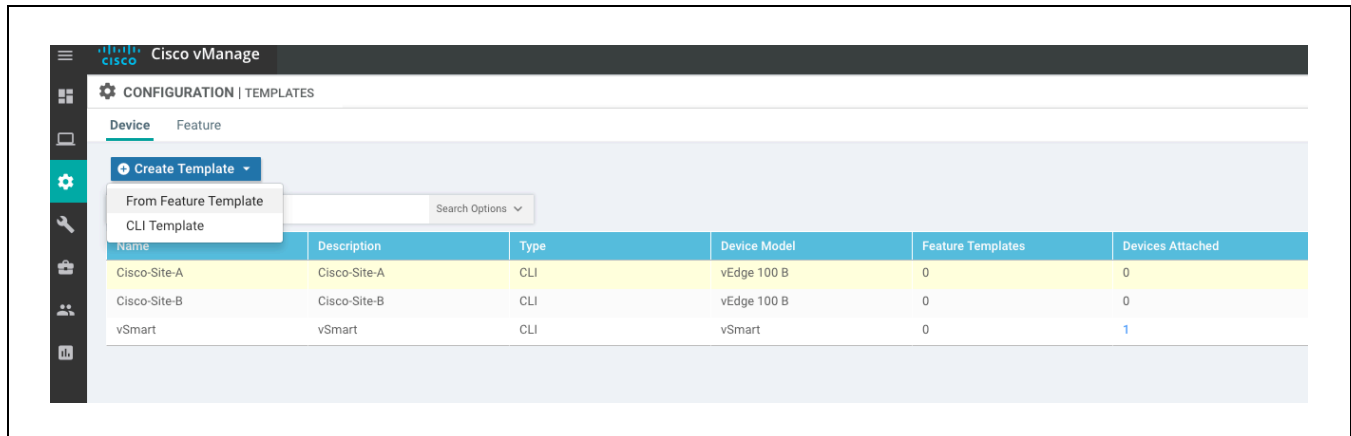 cisco Cisco vManage
CONFIGURATION | TEMPLATES
Device Feature
Create Template
From Feature Template
CLI Template
Search Options
Name Description Type Device Model Feature Templates Devices Attached
Cisco-Site-A Cisco-Site-A CLI vEdge 100 B 0 0
Cisco-Site-B Cisco-Site-B CLI vEdge 100 B 0 0
vSmart vSmart CLI vSmart 0 1